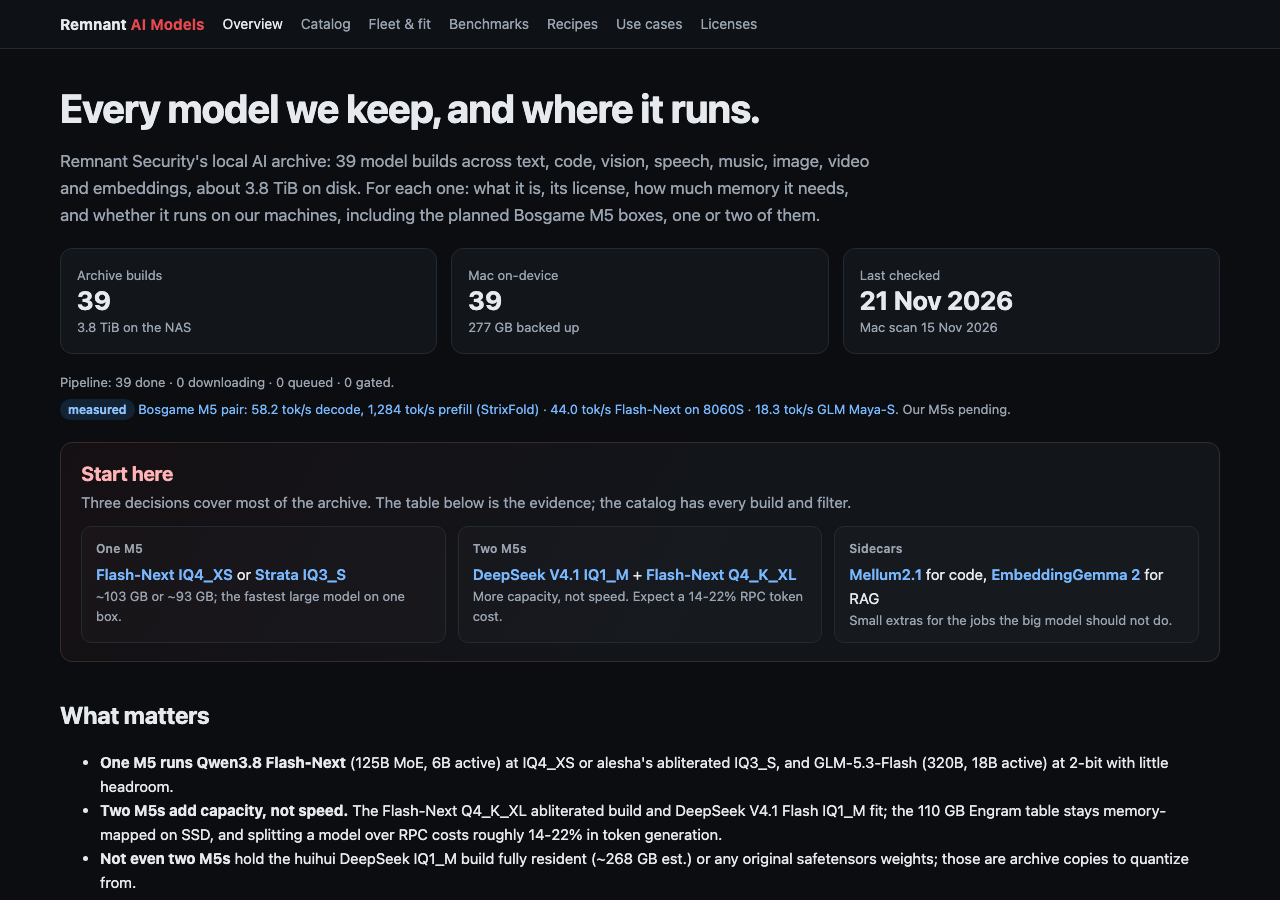 Remnant AI Models Overview Catalog Fleet & fit Benchmarks Recipes Use cases Licenses
Every model we keep, and where it runs.
Remnant Security's local AI archive: 39 model builds across text, code, vision, speech, music, image, video
and embeddings, about 3.8 TiB on disk. For each one: what it is, its license, how much memory it needs,
and whether it runs on our machines, including the planned Bosgame M5 boxes, one or two of them.
Archive builds
39
3.8 TiB on the NAS
Mac on-device
39
277 GB backed up
Last checked
21 Nov 2026
Mac scan 15 Nov 2026
Pipeline: 39 done · 0 downloading · 0 queued · 0 gated.
measured Bosgame M5 pair: 58.2 tok/s decode, 1,284 tok/s prefill (StrixFold) · 44.0 tok/s Flash-Next on 8060S · 18.3 tok/s GLM Maya-S. Our M5s pending.
Start here
Three decisions cover most of the archive. The table below is the evidence; the catalog has every build and filter.
One M5
Flash-Next IQ4_XS or Strata IQ3_S
~103 GB or ~93 GB; the fastest large model on one
box.
Two M5s
DeepSeek V4.1 IQ1_M + Flash-Next Q4_K_XL
More capacity, not speed. Expect a 14-22% RPC token
cost.
Sidecars
Mellum2.1 for code, EmbeddingGemma 2 for
RAG
Small extras for the jobs the big model should not do.
What matters
• One M5 runs Qwen3.8 Flash-Next (125B MoE, 6B active) at IQ4_XS or alesha's abliterated IQ3_S, and GLM-5.3-Flash (320B, 18B active) at 2-bit with little
headroom.
• Two M5s add capacity, not speed. The Flash-Next Q4_K_XL abliterated build and DeepSeek V4.1 Flash IQ1_M fit; the 110 GB Engram table stays memory-
mapped on SSD, and splitting a model over RPC costs roughly 14-22% in token generation.
• Not even two M5s hold the huihui DeepSeek IQ1_M build fully resident (~268 GB est.) or any original safetensors weights; those are archive copies to quantize
from.